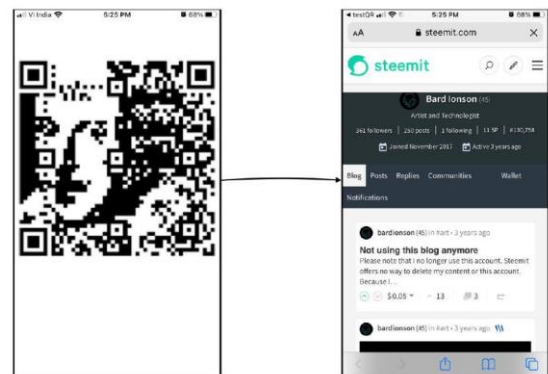 Vi India
5:25 PM
68%
testQR
5:25 PM
68%
AA
steemit.com
steemit
Bard Ionson (45)
Artist and Technologist
361 followers | 250 posts | 1 following | 11 SP | #130,758
Joined November 2017 Active 3 years ago
Blog Posts Replies Communities Wallet
Notifications
bardionson (45) in #art • 3 years ago
Not using this blog anymore
Please note that I no longer use this account. Steemit
offers no way to delete my content or this account.
Because I...
$0.05 13 3
bardionson (45) in #art • 3 years ago